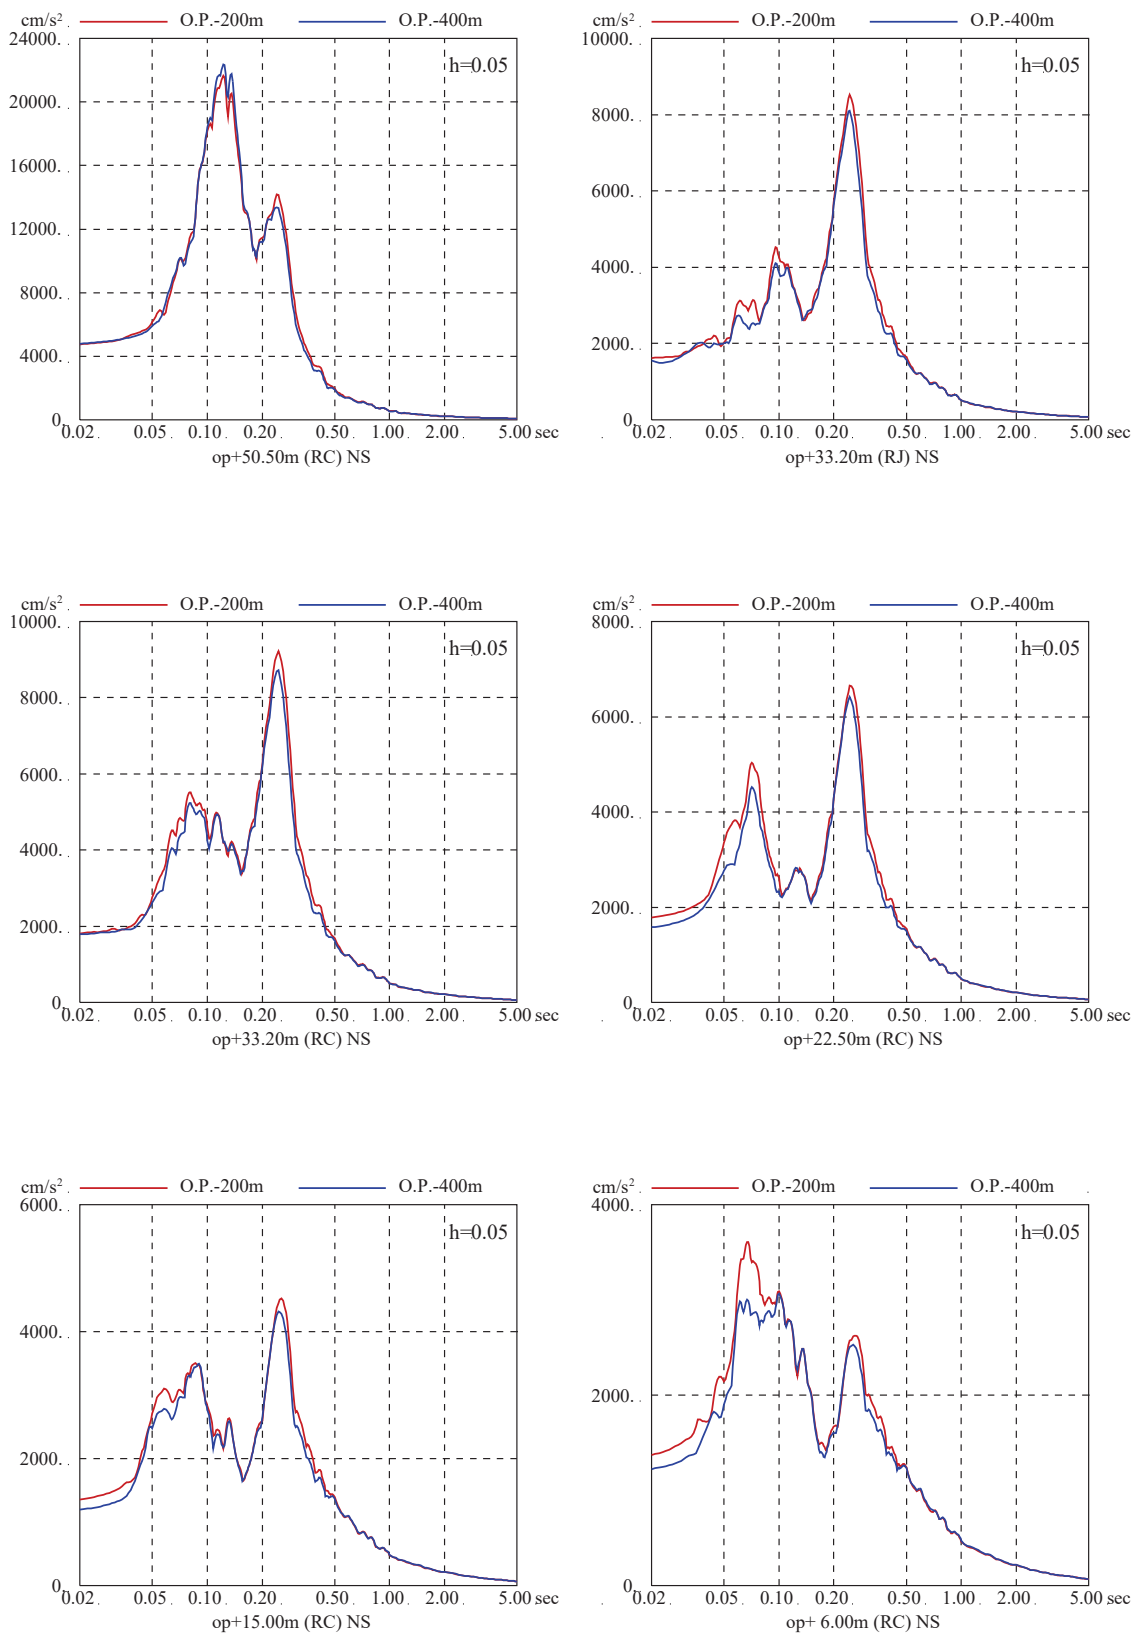 cm/s² O.P.-200m O.P.-400m
24000.
h=0.05
20000.
16000.
12000.
8000.
4000.
0.
0.02 0.05 0.10 0.20 0.50 1.00 2.00 5.00 sec
op+50.50m (RC) NS
cm/s² O.P.-200m O.P.-400m
10000.
h=0.05
8000.
6000.
4000.
2000.
0.
0.02 0.05 0.10 0.20 0.50 1.00 2.00 5.00 sec
op+33.20m (RJ) NS
cm/s² O.P.-200m O.P.-400m
10000.
h=0.05
8000.
6000.
4000.
2000.
0.
0.02 0.05 0.10 0.20 0.50 1.00 2.00 5.00 sec
op+33.20m (RC) NS
cm/s² O.P.-200m O.P.-400m
8000.
h=0.05
6000.
4000.
2000.
0.
0.02 0.05 0.10 0.20 0.50 1.00 2.00 5.00 sec
op+22.50m (RC) NS
cm/s² O.P.-200m O.P.-400m
6000.
h=0.05
4000.
2000.
0.
0.02 0.05 0.10 0.20 0.50 1.00 2.00 5.00 sec
op+15.00m (RC) NS
cm/s² O.P.-200m O.P.-400m
4000.
h=0.05
2000.
0.
0.02 0.05 0.10 0.20 0.50 1.00 2.00 5.00 sec
op+ 6.00m (RC) NS